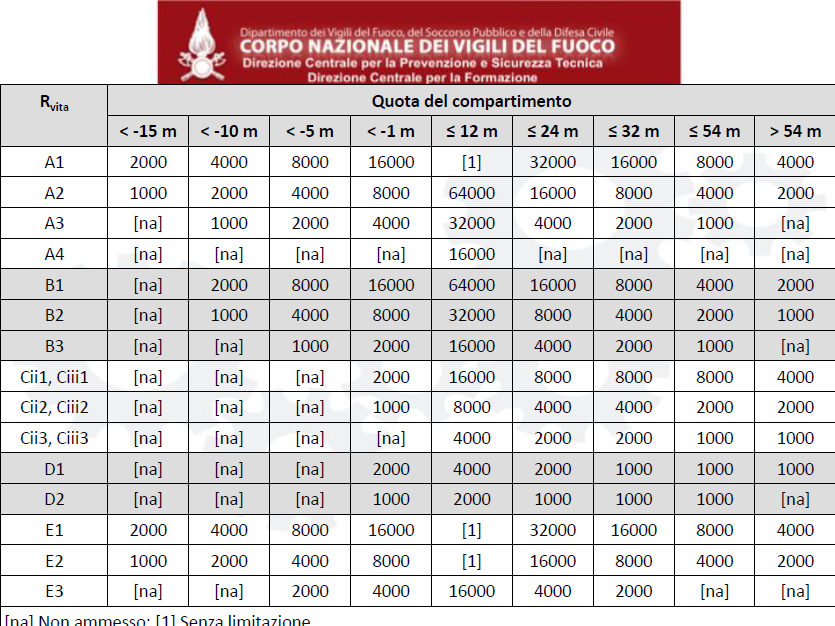 Dipartimento dei Vigili del Fuoco, del Soccorso Pubblico e della Difesa Civile
CORPO NAZIONALE DEI VIGILI DEL FUOCO
Direzione Centrale per la Prevenzione e Sicurezza Tecnica
Direzione Centrale per la Formazione
Rvita Quota del compartimento
< -15 m < -10 m < -5 m < -1 m ≤ 12 m ≤ 24 m ≤ 32 m ≤ 54 m > 54 m
A1 2000 4000 8000 16000 [1] 32000 16000 8000 4000
A2 1000 2000 4000 8000 64000 16000 8000 4000 2000
A3 [na] 1000 2000 4000 32000 4000 2000 1000 [na]
A4 [na] [na] [na] [na] 16000 [na] [na] [na] [na]
B1 [na] 2000 8000 16000 64000 16000 8000 4000 2000
B2 [na] 1000 4000 8000 32000 8000 4000 2000 1000
B3 [na] [na] 1000 2000 16000 4000 2000 1000 [na]
Cii1, Ciii1 [na] [na] [na] 2000 16000 8000 8000 8000 4000
Cii2, Ciii2 [na] [na] [na] 1000 8000 4000 4000 2000 2000
Cii3, Ciii3 [na] [na] [na] [na] 4000 2000 2000 1000 1000
D1 [na] [na] [na] 2000 4000 2000 1000 1000 1000
D2 [na] [na] [na] 1000 2000 1000 1000 1000 [na]
E1 2000 4000 8000 16000 [1] 32000 16000 8000 4000
E2 1000 2000 4000 8000 [1] 16000 8000 4000 2000
E3 [na] [na] 2000 4000 16000 4000 2000 [na] [na]
[na] Non ammesso; [1] Senza limitazione